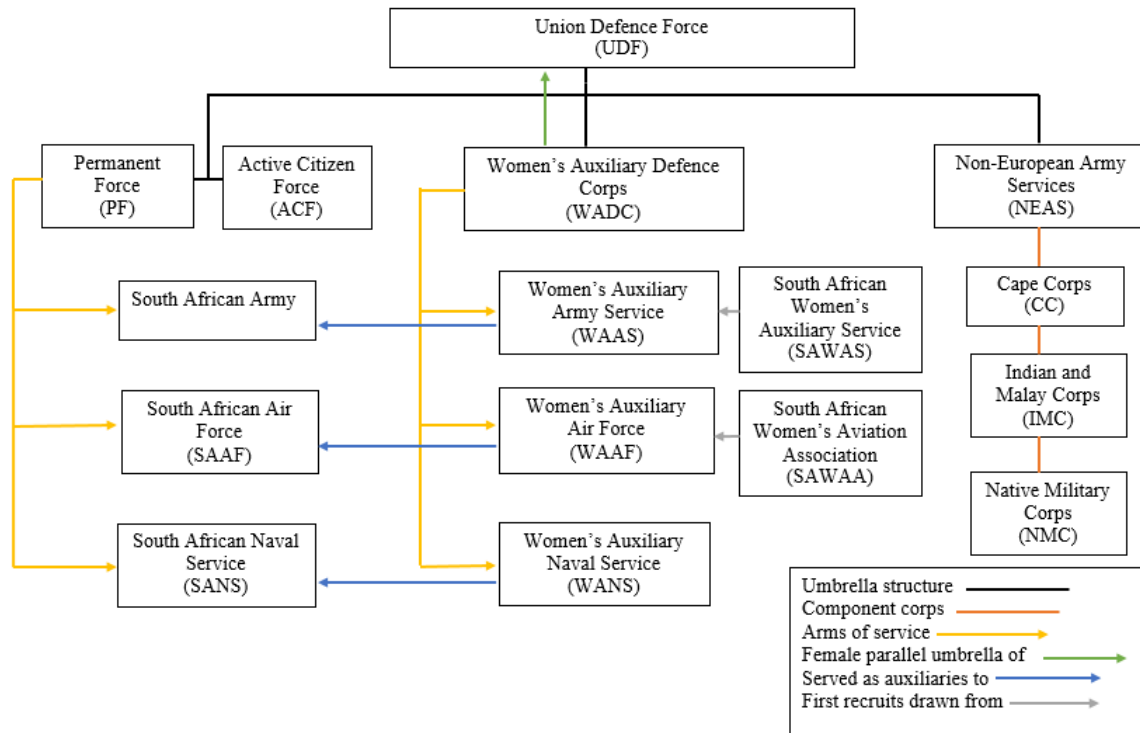 Union Defence Force
(UDF)
Permanent
Force
(PF)
Active Citizen
Force
(ACF)
Women’s Auxiliary Defence
Corps
(WADC)
Non-European Army
Services
(NEAS)
South African Army
Women’s Auxiliary
Army Service
(WAAS)
South African
Women’s
Auxiliary Service
(SAWAS)
Cape Corps
(CC)
South African Air
Force
(SAAF)
Women’s Auxiliary
Air Force
(WAAF)
South African
Women’s Aviation
Association
(SAWAA)
Indian and
Malay Corps
(IMC)
Native Military
Corps
(NMC)
South African Naval
Service
(SANS)
Women’s Auxiliary
Naval Service
(WANS)
Umbrella structure
Component corps
Arms of service
Female parallel umbrella of
Served as auxiliaries to
First recruits drawn from